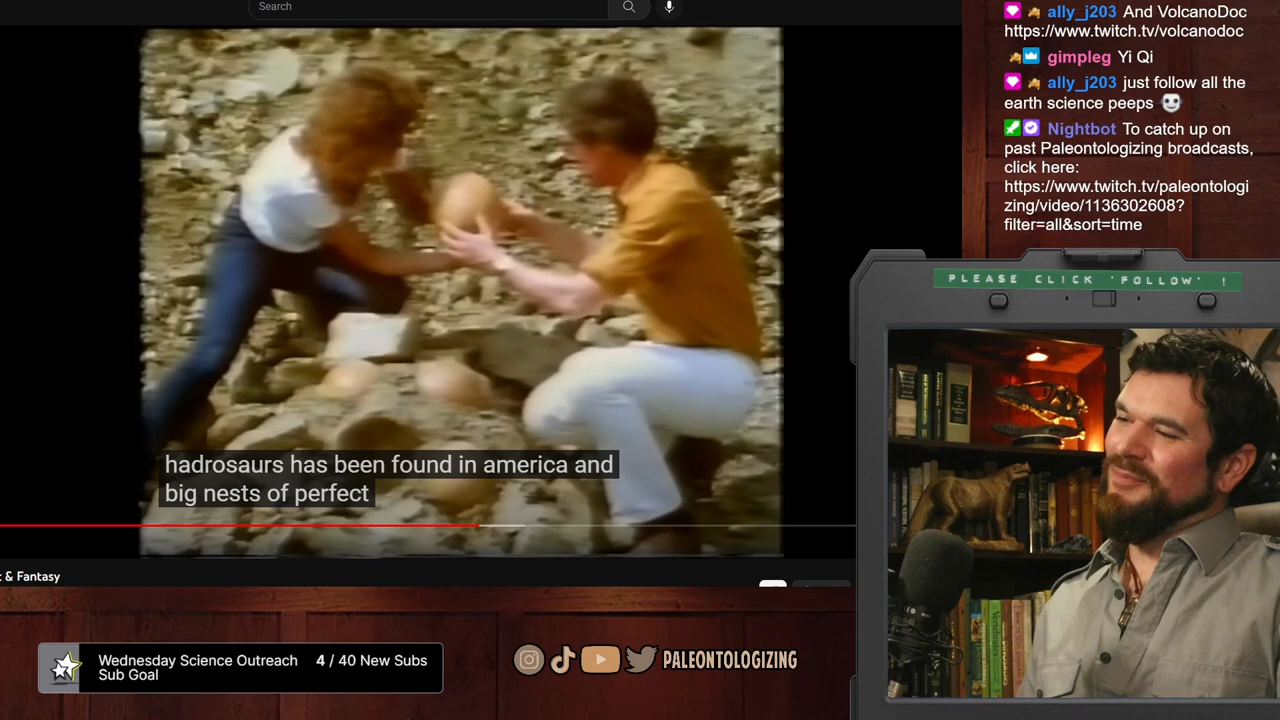 Search
ally_j203 And VolcanoDoc
https://www.twitch.tv/volcanodoc
gimpleg Yi Qi
ally_j203 just follow all the
earth science peeps
Nightbot To catch up on
past Paleontologizing broadcasts,
click here:
https://www.twitch.tv/paleontologi
zing/video/1136302608?
filter=all&sort=time
PLEASE CLICK "FOLLOW" !
hadrosaurs has been found in america and
big nests of perfect
& Fantasy
Wednesday Science Outreach
Sub Goal
4 / 40 New Subs
PALEONTOLOGIZING